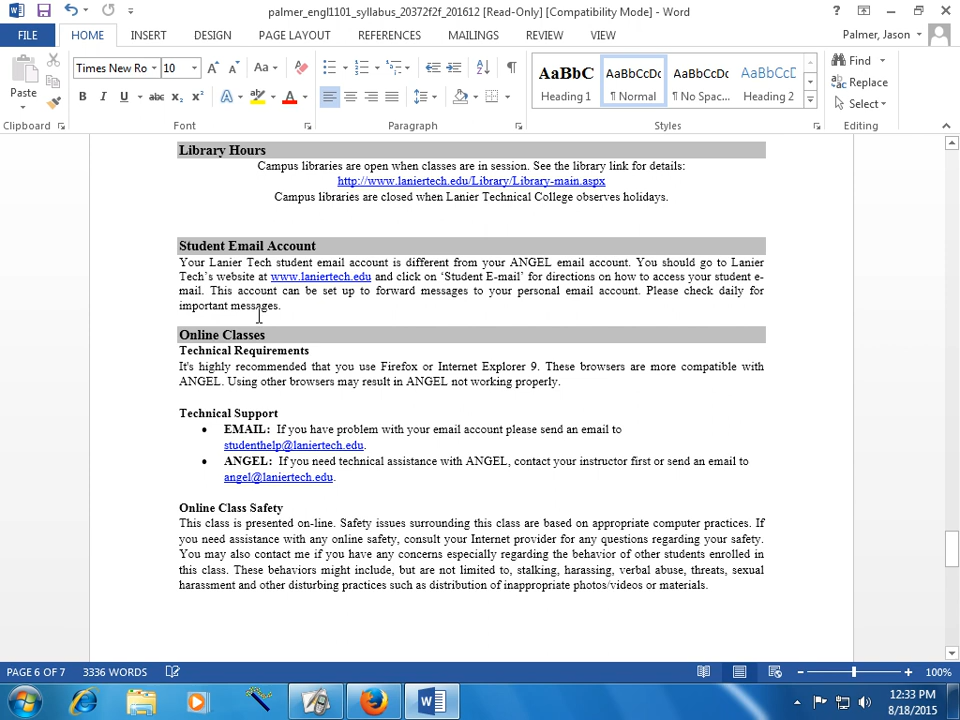 palmer_engl1101_syllabus_20372f2f_201612 [Read-Only] [Compatibility Mode] - Word
FILE HOME INSERT DESIGN PAGE LAYOUT REFERENCES MAILINGS REVIEW VIEW Palmer, Jason
Times New Ro 10 Aa Find
Paste B I U abc x₂ x² A A AaBbC AaBbCcDc AaBbCcDc AaBbCcD Replace
Heading 1 ¶ Normal ¶ No Spac... Heading 2 Select
Clipboard Font Paragraph Styles Editing
Library Hours
Campus libraries are open when classes are in session. See the library link for details:
http://www.laniertech.edu/Library/Library-main.aspx
Campus libraries are closed when Lanier Technical College observes holidays.
Student Email Account
Your Lanier Tech student email account is different from your ANGEL email account. You should go to Lanier
Tech's website at www.laniertech.edu and click on ‘Student E-mail’ for directions on how to access your student e-
mail. This account can be set up to forward messages to your personal email account. Please check daily for
important messages.
Online Classes
Technical Requirements
It's highly recommended that you use Firefox or Internet Explorer 9. These browsers are more compatible with
ANGEL. Using other browsers may result in ANGEL not working properly.
Technical Support
• EMAIL: If you have problem with your email account please send an email to
studenthelp@laniertech.edu.
• ANGEL: If you need technical assistance with ANGEL, contact your instructor first or send an email to
angel@laniertech.edu.
Online Class Safety
This class is presented on-line. Safety issues surrounding this class are based on appropriate computer practices. If
you need assistance with any online safety, consult your Internet provider for any questions regarding your safety.
You may also contact me if you have any concerns especially regarding the behavior of other students enrolled in
this class. These behaviors might include, but are not limited to, stalking, harassing, verbal abuse, threats, sexual
harassment and other disturbing practices such as distribution of inappropriate photos/videos or materials.
PAGE 6 OF 7 3336 WORDS 100%
12:33 PM
8/18/2015